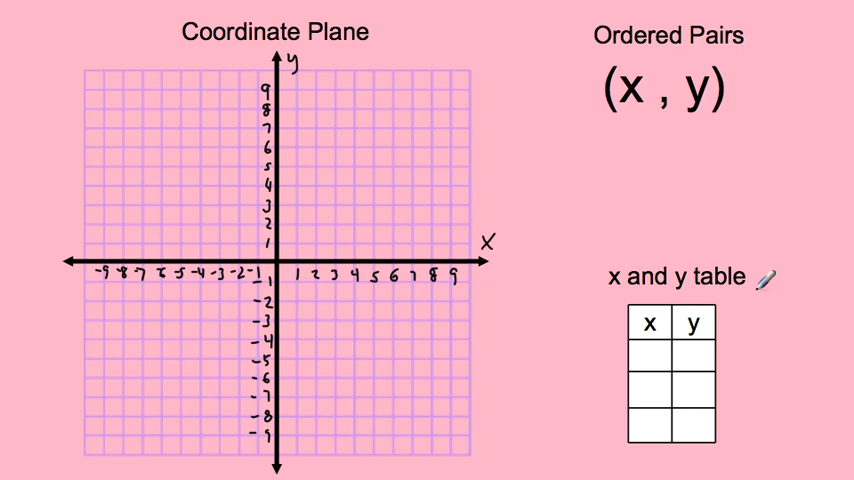 Coordinate Plane
y
9
8
7
6
5
4
3
2
1
x
-9 -8 -7 -6 -5 -4 -3 -2 -1 1 2 3 4 5 6 7 8 9
-1
-2
-3
-4
-5
-6
-7
-8
-9
Ordered Pairs
(x , y)
x and y table
x y